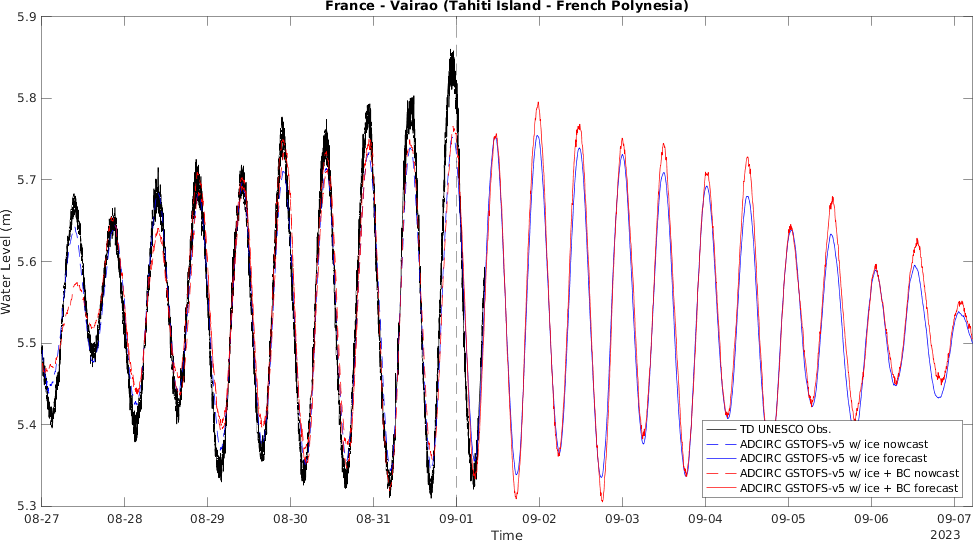 France - Vairao (Tahiti Island - French Polynesia)
5.9
5.8
5.7
5.6
5.5
5.4
5.3
Water Level (m)
TD UNESCO Obs.
ADCIRC GSTOFS-v5 w/ ice nowcast
ADCIRC GSTOFS-v5 w/ ice forecast
ADCIRC GSTOFS-v5 w/ ice + BC nowcast
ADCIRC GSTOFS-v5 w/ ice + BC forecast
08-27 08-28 08-29 08-30 08-31 09-01 09-02 09-03 09-04 09-05 09-06 09-07
Time
2023